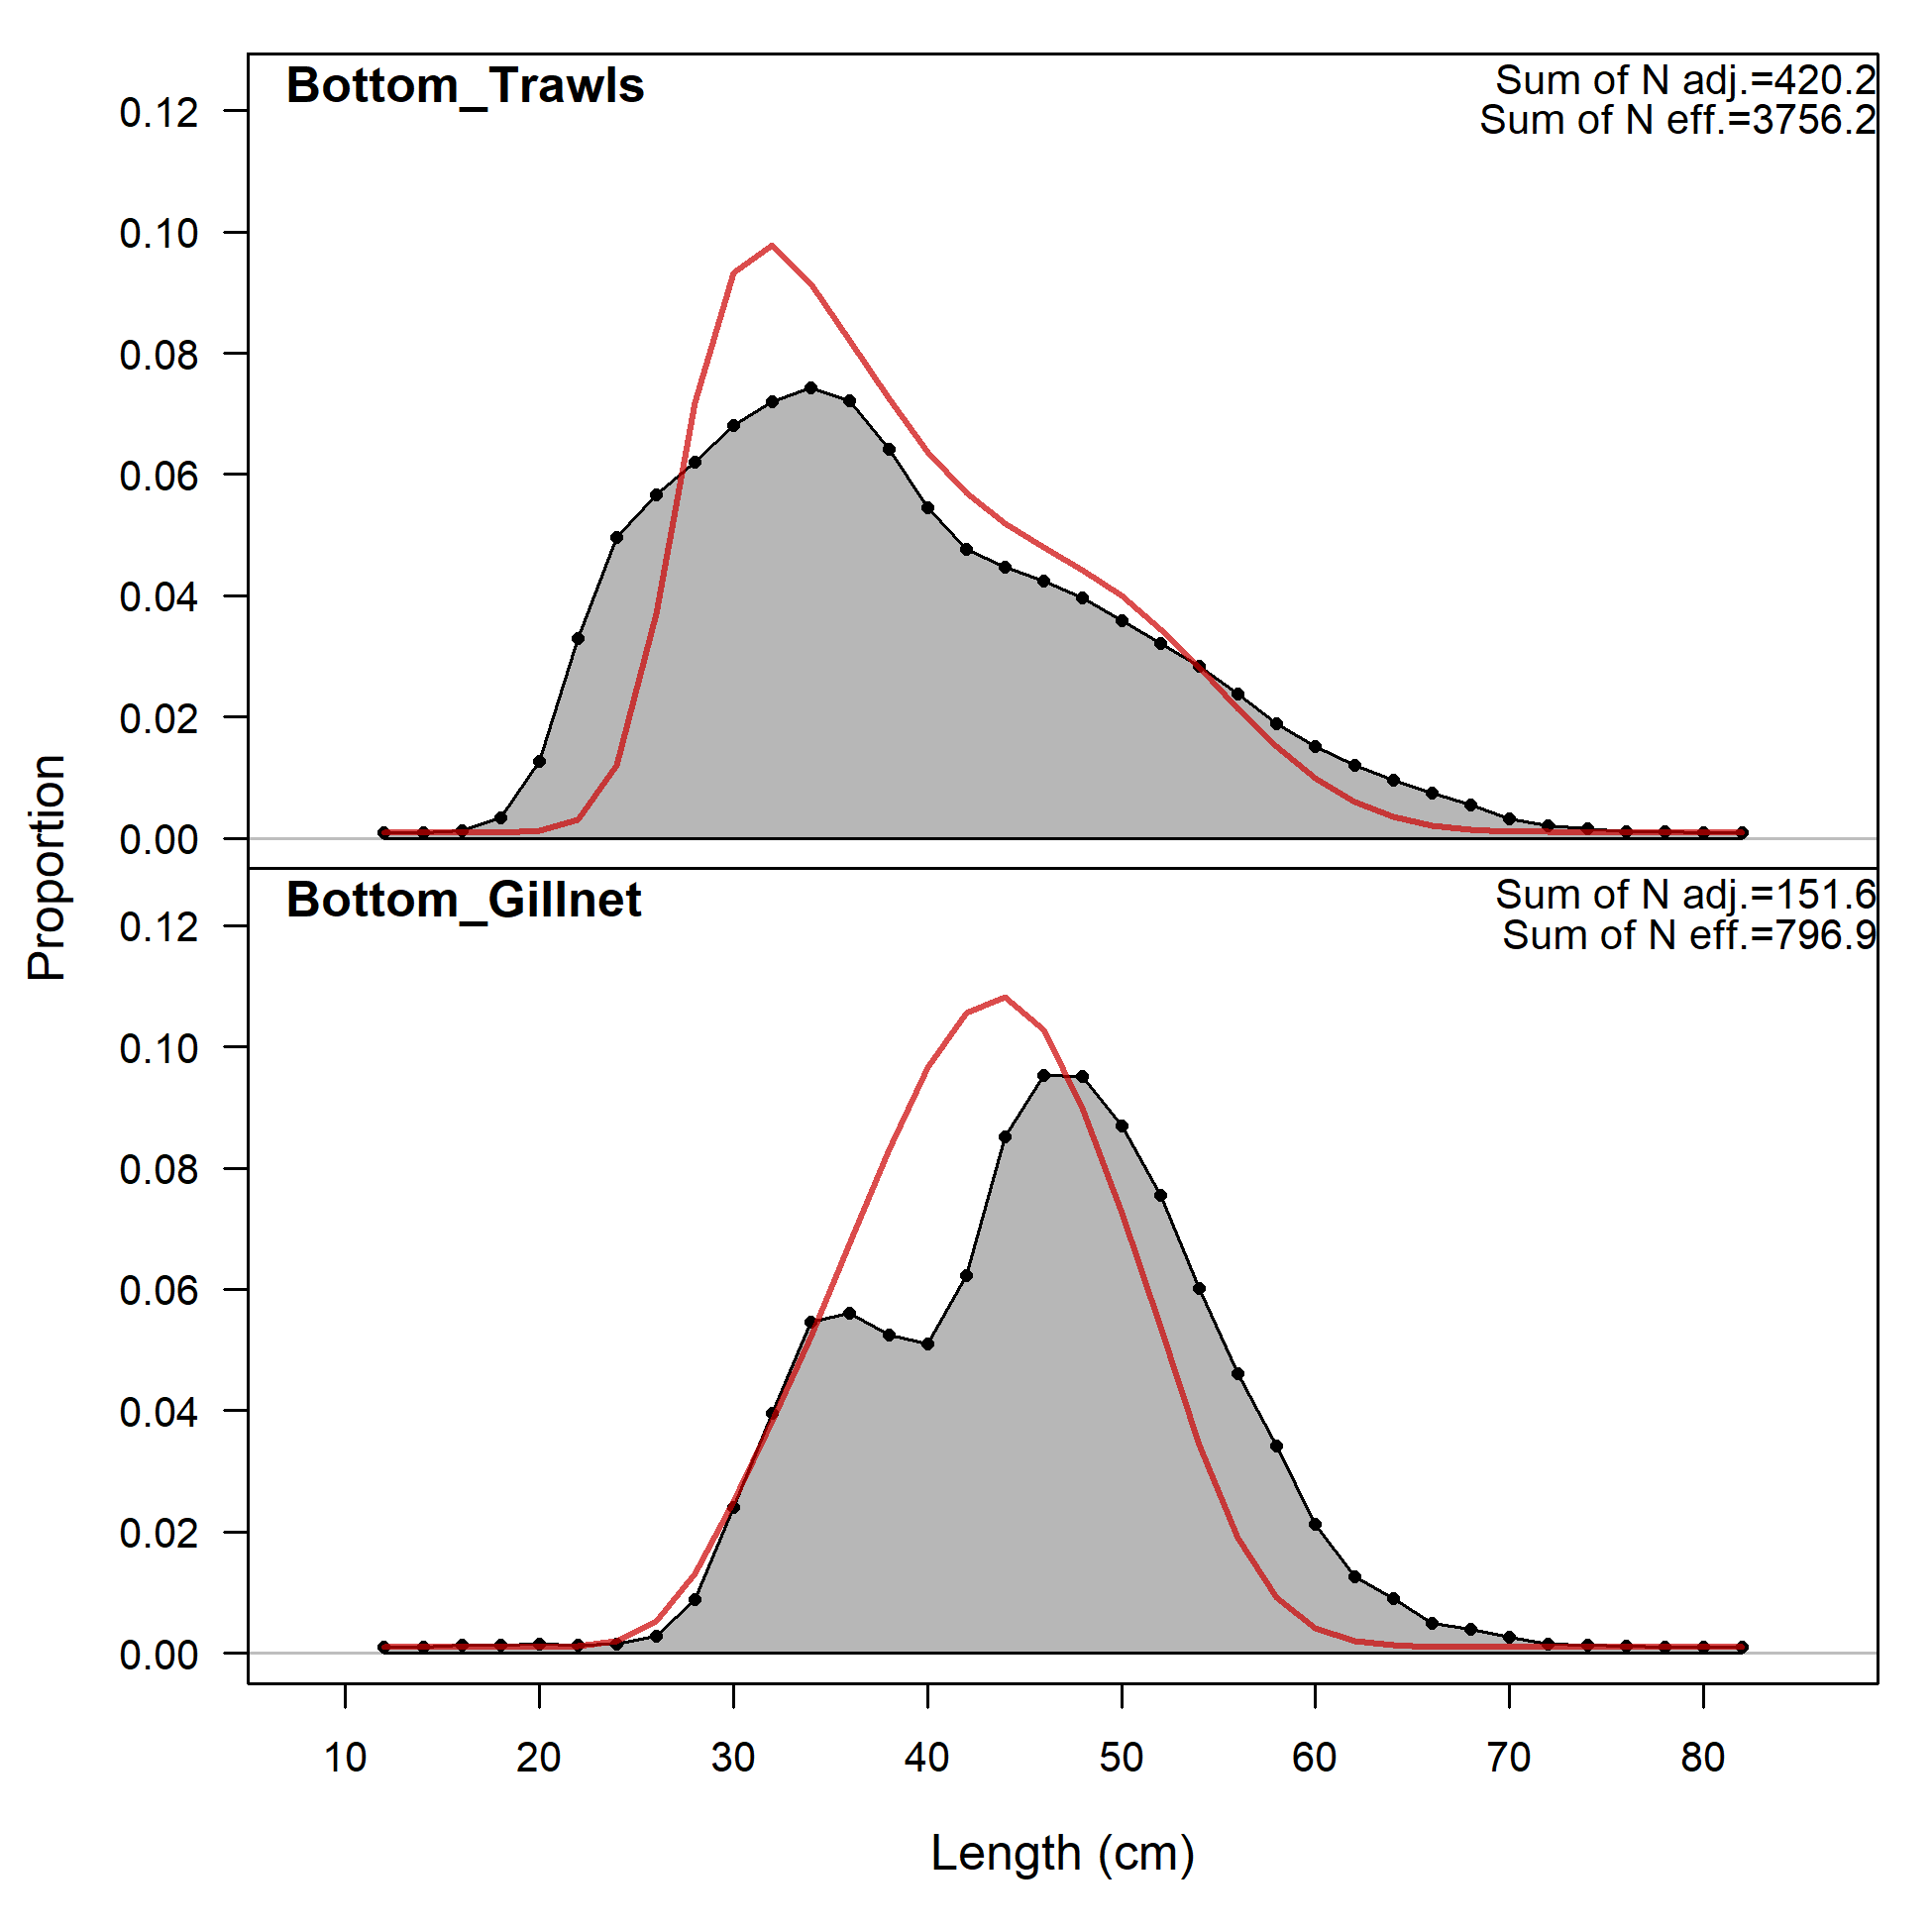 Bottom_Trawls
Sum of N adj.=420.2
Sum of N eff.=3756.2
0.12
0.10
0.08
0.06
0.04
0.02
0.00
Proportion
Bottom_Gillnet
Sum of N adj.=151.6
Sum of N eff.=796.9
0.12
0.10
0.08
0.06
0.04
0.02
0.00
10 20 30 40 50 60 70 80
Length (cm)